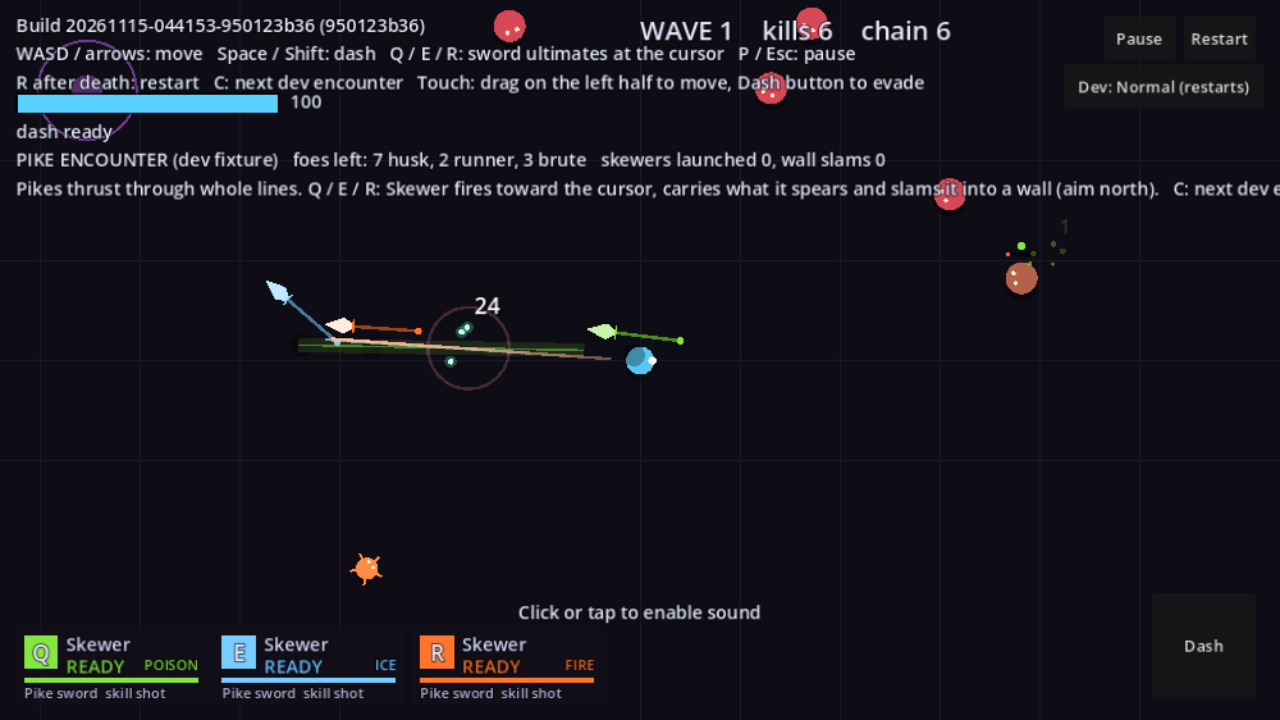 Build 20261115-044153-950123b36 (950123b36)
WAVE 1 kills 6 chain 6
Pause
Restart
WASD / arrows: move Space / Shift: dash Q / E / R: sword ultimates at the cursor P / Esc: pause
R after death: restart C: next dev encounter Touch: drag on the left half to move, Dash button to evade
Dev: Normal (restarts)
100
dash ready
PIKE ENCOUNTER (dev fixture) foes left: 7 husk, 2 runner, 3 brute skewers launched 0, wall slams 0
Pikes thrust through whole lines. Q / E / R: Skewer fires toward the cursor, carries what it spears and slams it into a wall (aim north). C: next dev e
1
24
Click or tap to enable sound
Q Skewer
READY POISON
Pike sword skill shot
E Skewer
READY ICE
Pike sword skill shot
R Skewer
READY FIRE
Pike sword skill shot
Dash